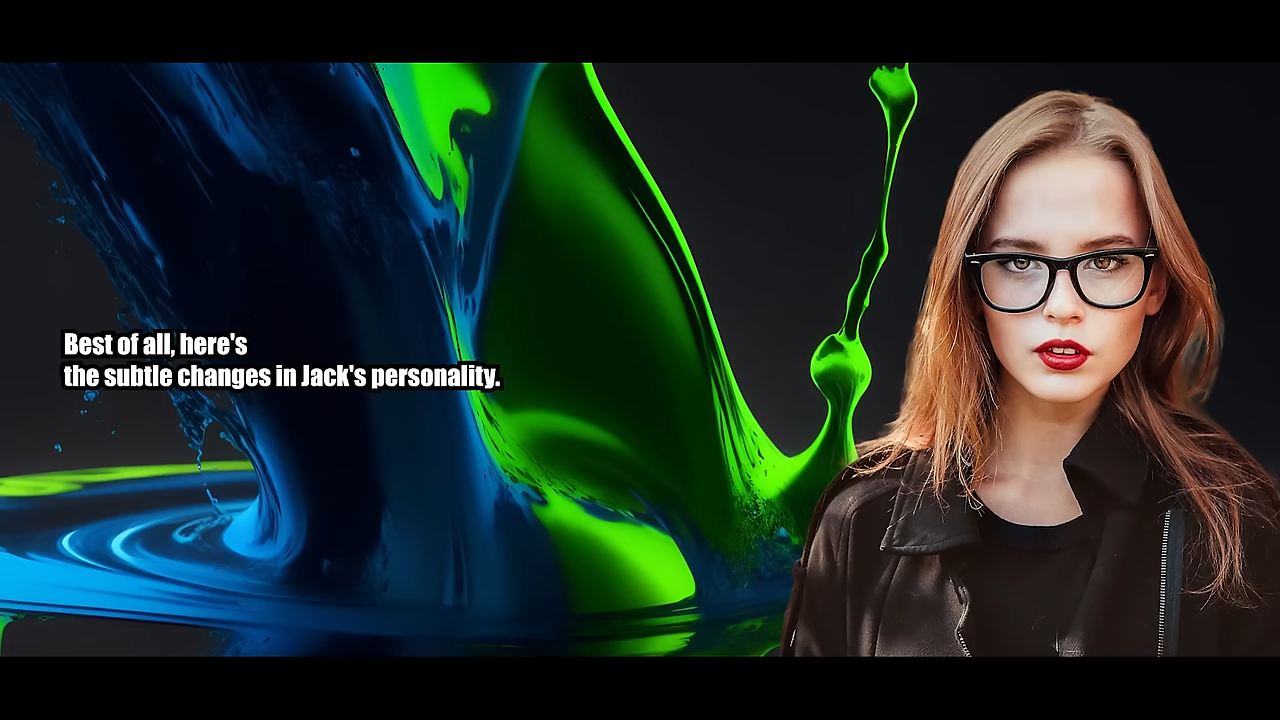 Best of all, here's
the subtle changes in Jack's personality.